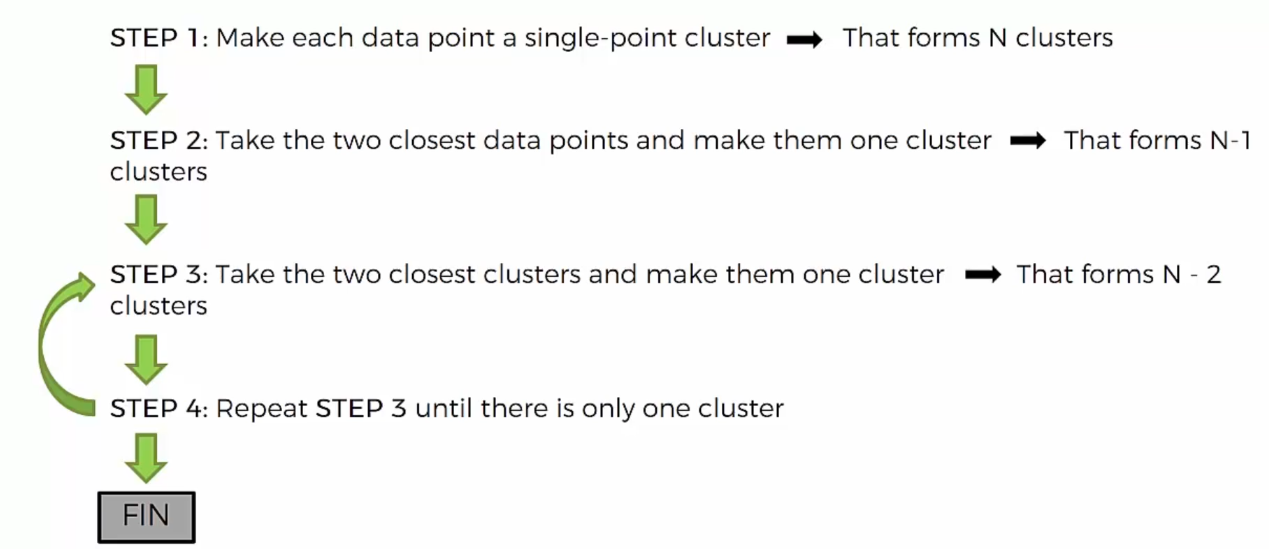 STEP 1: Make each data point a single-point cluster ➡ That forms N clusters
STEP 2: Take the two closest data points and make them one cluster ➡ That forms N-1
clusters
STEP 3: Take the two closest clusters and make them one cluster ➡ That forms N - 2
clusters
STEP 4: Repeat STEP 3 until there is only one cluster
FIN